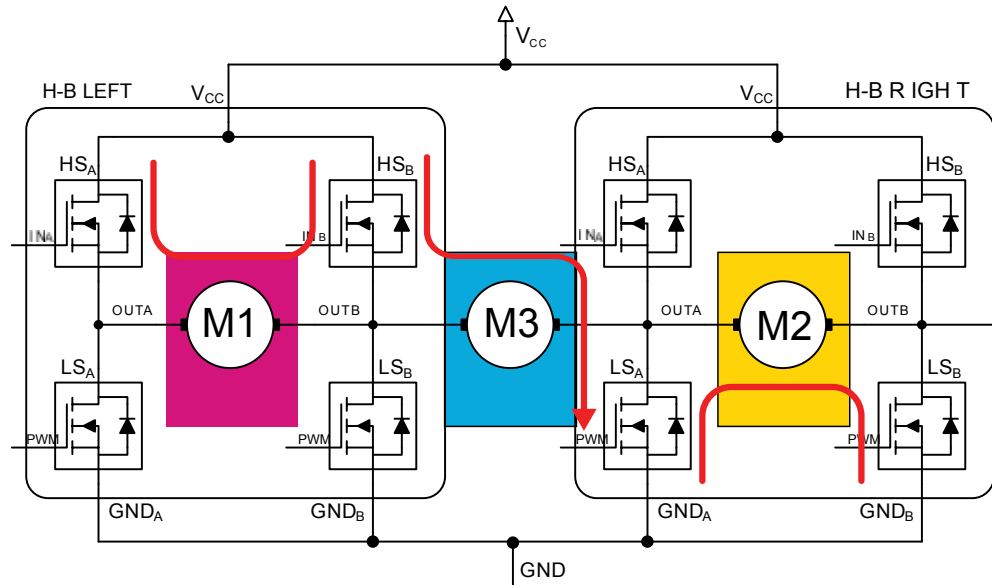 VCC
H-B LEFT
H-B R IGH T
VCC
VCC
HSA
HSB
HSA
HSB
INA
INB
INA
INB
OUTA
M1
OUTB
M3
OUTA
M2
OUTB
LSA
LSB
LSA
LSB
PWM
PWM
PWM
PWM
GNDA
GNDB
GNDA
GNDB
GND